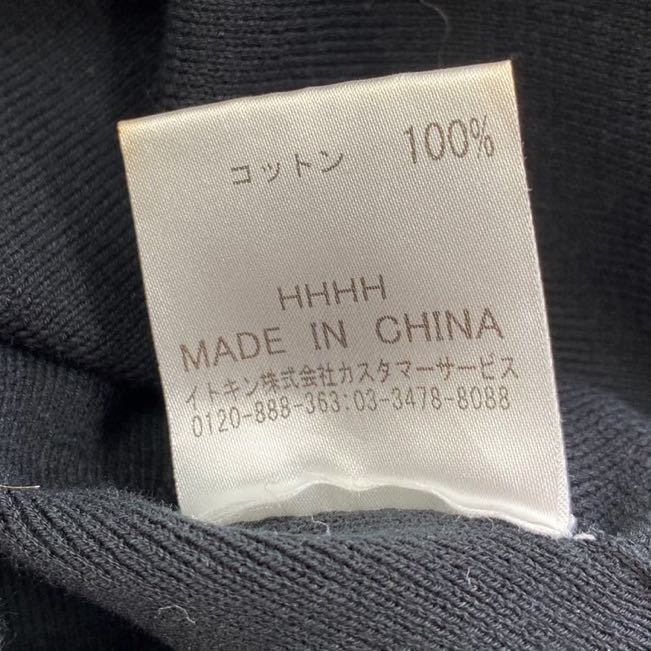 コットン 100%
HHHH
MADE IN CHINA
イトキン株式会社カスタマーサービス
0120-888-363:03-3478-8088